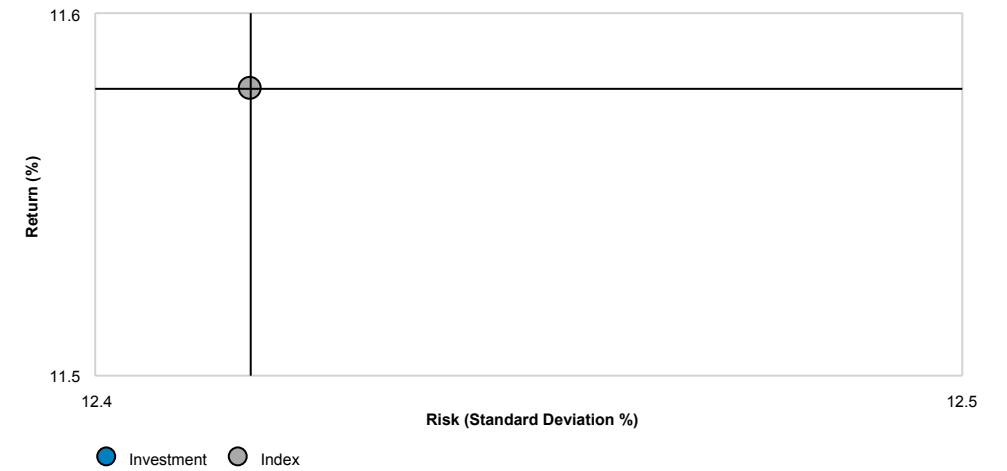 11.6
Return (%)
11.5
12.4
12.5
Risk (Standard Deviation %)
Investment Index